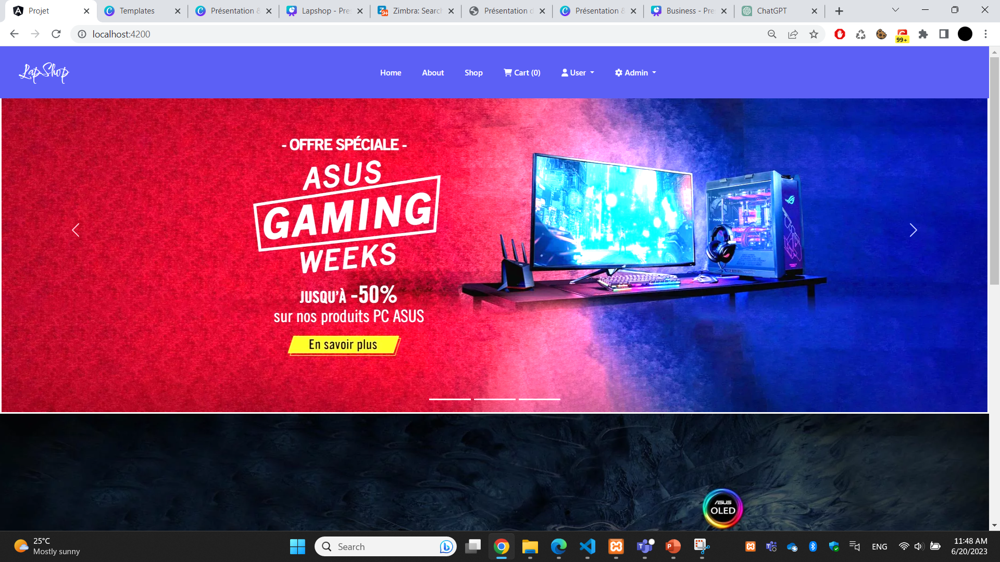 Projet
Templates
Présentation &
Lapshop - Pre
Zimbra: Search
Présentation d
Présentation &
Business - Pre
ChatGPT
localhost:4200
99+
LapShop
Home
About
Shop
Cart (0)
User
Admin
- OFFRE SPÉCIALE -
ASUS
GAMING
WEEKS
JUSQU'À -50%
sur nos produits PC ASUS
En savoir plus
ASUS
OLED
25°C
Mostly sunny
Search
ENG
11:48 AM
6/20/2023